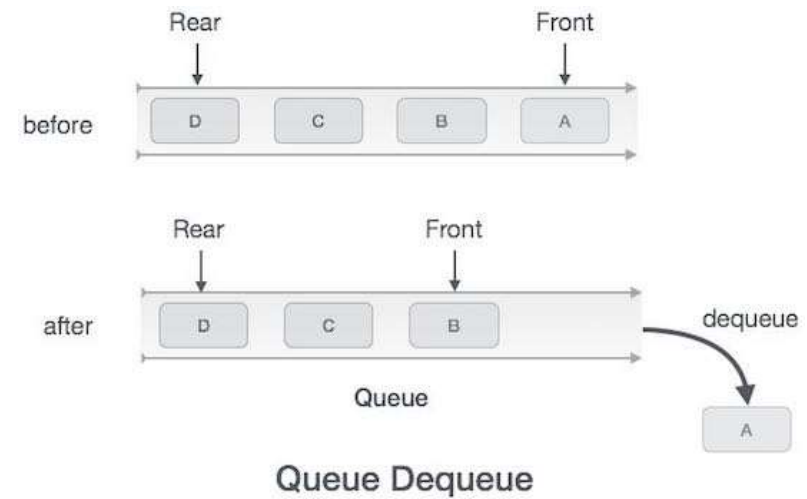 Rear Front
before
D C B A
Rear Front
after
D C B
dequeue
Queue
A
Queue Dequeue